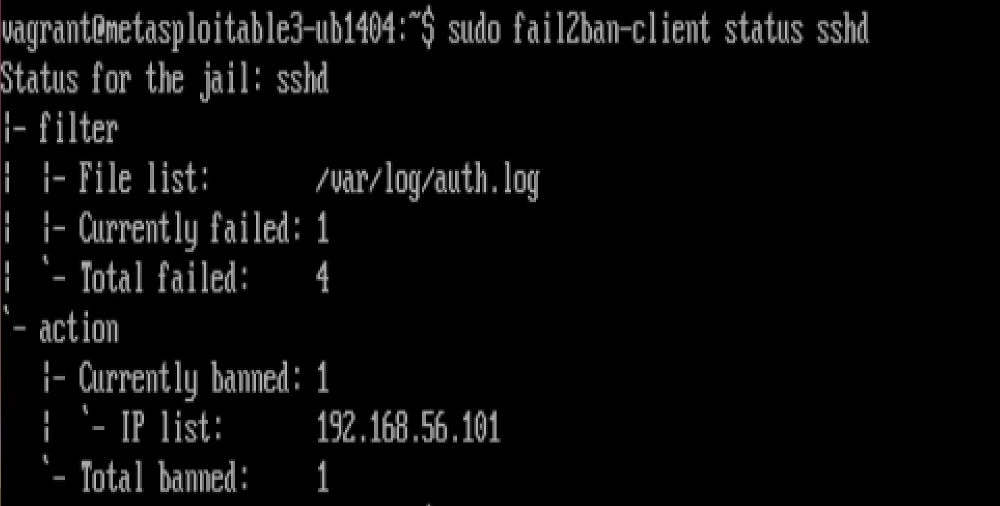 vagrant@metasploitable3-ub1404:~$ sudo fail2ban-client status sshd
Status for the jail: sshd
|- filter
|  |- File list:        /var/log/auth.log
|  |- Currently failed: 1
|  `- Total failed:     4
`- action
   |- Currently banned: 1
   |  `- IP list:       192.168.56.101
   `- Total banned:     1